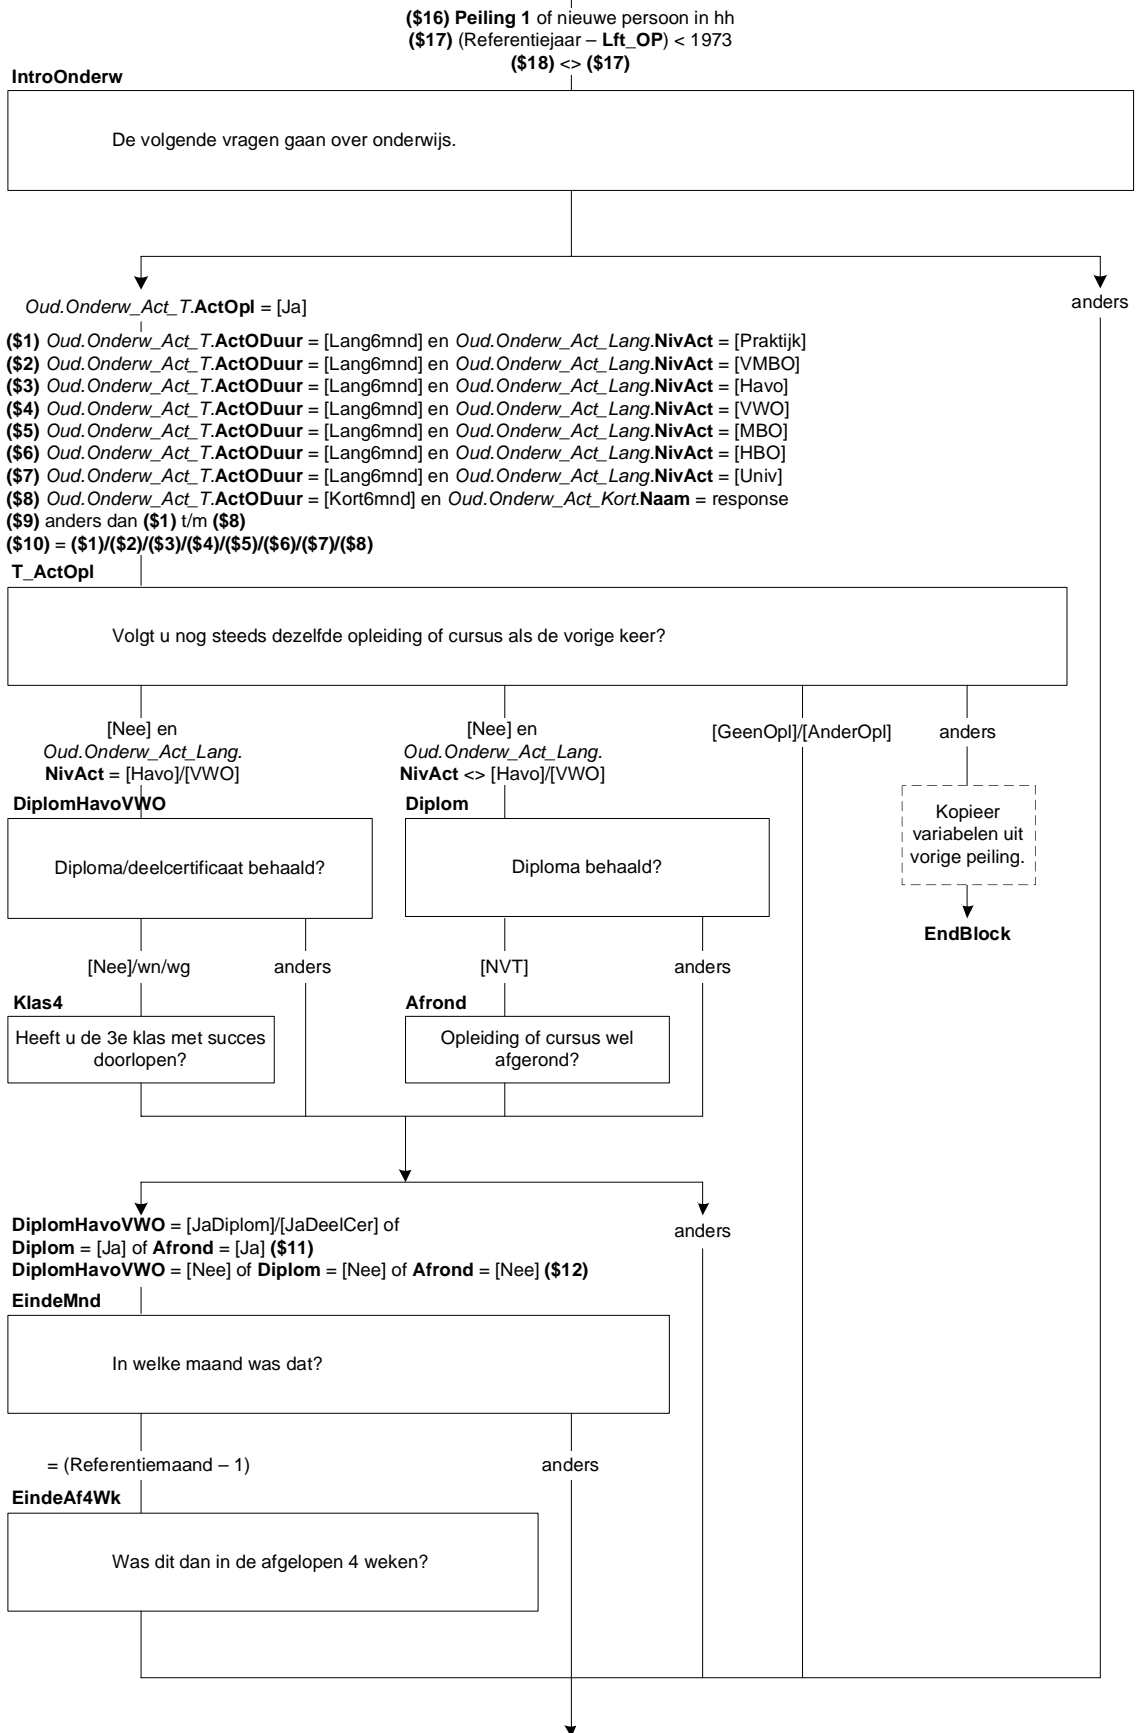 ($16) Peiling 1 of nieuwe persoon in hh
($17) (Referentiejaar – Lft_OP) < 1973
($18) <> ($17)
IntroOnderw
De volgende vragen gaan over onderwijs.
Oud.Onderw_Act_T.ActOpl = [Ja]
anders
($1) Oud.Onderw_Act_T.ActODuur = [Lang6mnd] en Oud.Onderw_Act_Lang.NivAct = [Praktijk]
($2) Oud.Onderw_Act_T.ActODuur = [Lang6mnd] en Oud.Onderw_Act_Lang.NivAct = [VMBO]
($3) Oud.Onderw_Act_T.ActODuur = [Lang6mnd] en Oud.Onderw_Act_Lang.NivAct = [Havo]
($4) Oud.Onderw_Act_T.ActODuur = [Lang6mnd] en Oud.Onderw_Act_Lang.NivAct = [VWO]
($5) Oud.Onderw_Act_T.ActODuur = [Lang6mnd] en Oud.Onderw_Act_Lang.NivAct = [MBO]
($6) Oud.Onderw_Act_T.ActODuur = [Lang6mnd] en Oud.Onderw_Act_Lang.NivAct = [HBO]
($7) Oud.Onderw_Act_T.ActODuur = [Lang6mnd] en Oud.Onderw_Act_Lang.NivAct = [Univ]
($8) Oud.Onderw_Act_T.ActODuur = [Kort6mnd] en Oud.Onderw_Act_Kort.Naam = response
($9) anders dan ($1) t/m ($8)
($10) = ($1)/($2)/($3)/($4)/($5)/($6)/($7)/($8)
T_ActOpl
Volgt u nog steeds dezelfde opleiding of cursus als de vorige keer?
[Nee] en
Oud.Onderw_Act_Lang.
NivAct = [Havo]/[VWO]
[Nee] en
Oud.Onderw_Act_Lang.
NivAct <> [Havo]/[VWO]
[GeenOpl]/[AnderOpl]
anders
DiplomHavoVWO
Diploma/deelcertificaat behaald?
Diplom
Diploma behaald?
Kopieer
variabelen uit
vorige peiling.
EndBlock
[Nee]/wn/wg
anders
[NVT]
anders
Klas4
Heeft u de 3e klas met succes
doorlopen?
Afrond
Opleiding of cursus wel
afgerond?
DiplomHavoVWO = [JaDiplom]/[JaDeelCer] of
Diplom = [Ja] of Afrond = [Ja] ($11)
DiplomHavoVWO = [Nee] of Diplom = [Nee] of Afrond = [Nee] ($12)
anders
EindeMnd
In welke maand was dat?
= (Referentiemaand – 1)
anders
EindeAf4Wk
Was dit dan in de afgelopen 4 weken?